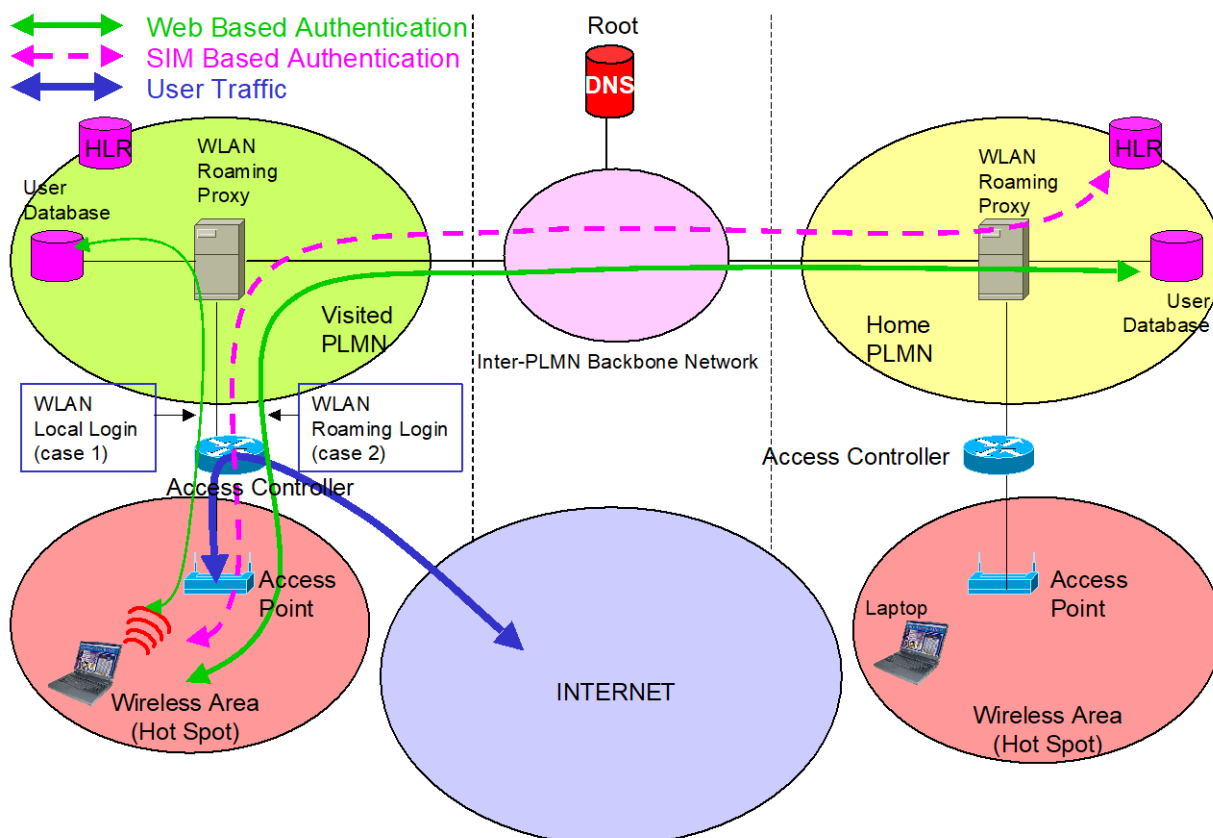 Web Based Authentication
SIM Based Authentication
User Traffic
Root
DNS
HLR
WLAN
Roaming
Proxy
User
Database
Visited
PLMN
Inter-PLMN Backbone Network
WLAN
Roaming
Proxy
HLR
User
Database
Home
PLMN
WLAN
Local Login
(case 1)
WLAN
Roaming Login
(case 2)
Access Controller
Access Controller
Access
Point
Wireless Area
(Hot Spot)
INTERNET
Laptop
Access
Point
Wireless Area
(Hot Spot)